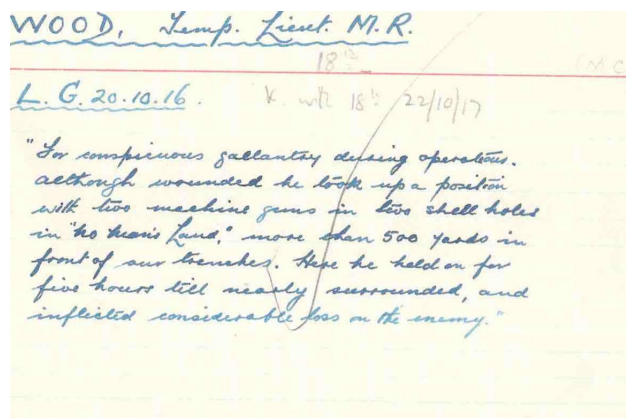 WOOD, Temp. Lieut. M.R.
18th (M C
L. G. 20.10.16. K. with 18th 22/10/17
"For conspicuous gallantry during operations.
Although wounded he took up a position
with two machine guns in two shell holes
in "No Man's Land," more than 500 yards in
front of our trenches. Here he held on for
five hours till nearly surrounded, and
inflicted considerable loss on the enemy."